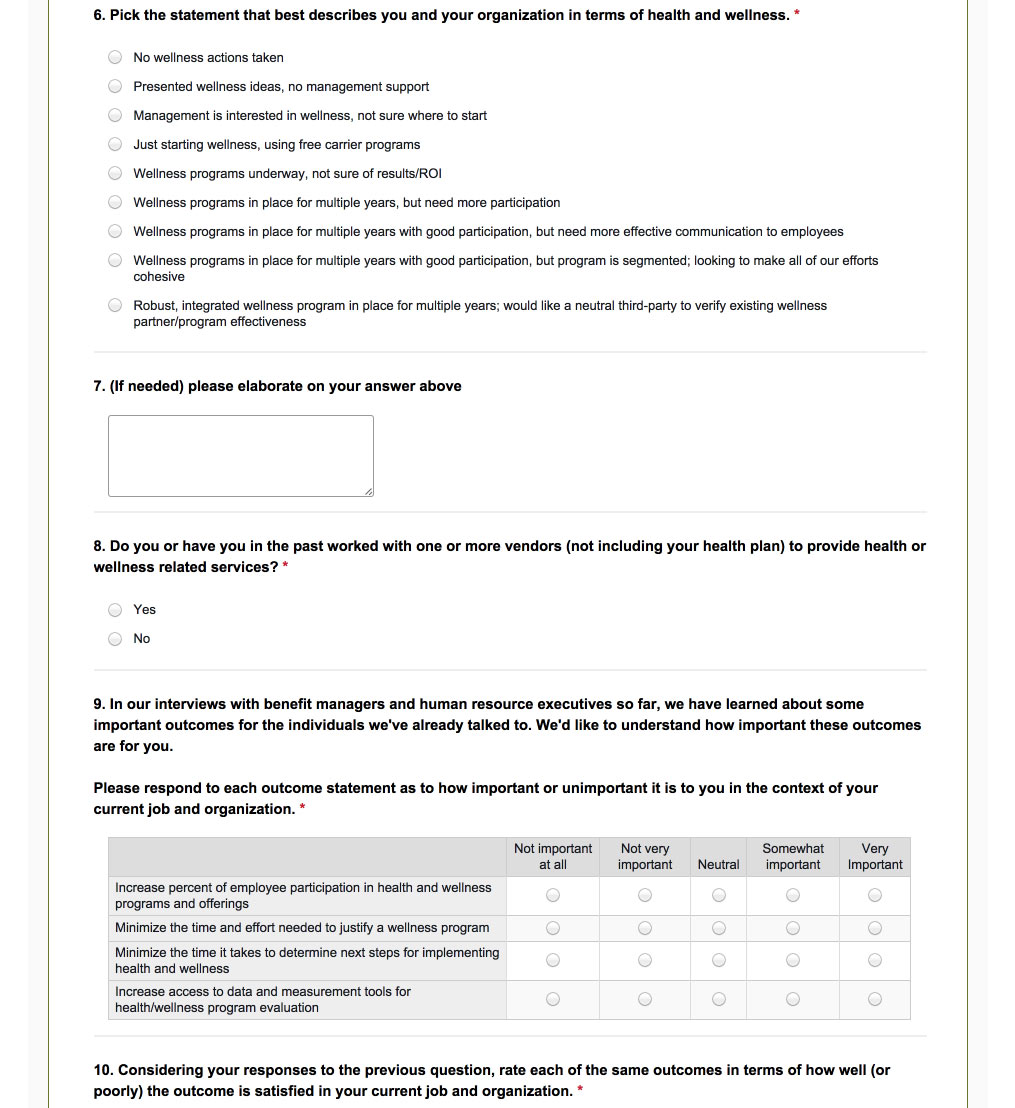 6. Pick the statement that best describes you and your organization in terms of health and wellness. *
No wellness actions taken
Presented wellness ideas, no management support
Management is interested in wellness, not sure where to start
Just starting wellness, using free carrier programs
Wellness programs underway, not sure of results/ROI
Wellness programs in place for multiple years, but need more participation
Wellness programs in place for multiple years with good participation, but need more effective communication to employees
Wellness programs in place for multiple years with good participation, but program is segmented; looking to make all of our efforts
cohesive
Robust, integrated wellness program in place for multiple years; would like a neutral third-party to verify existing wellness
partner/program effectiveness
7. (If needed) please elaborate on your answer above
8. Do you or have you in the past worked with one or more vendors (not including your health plan) to provide health or
wellness related services? *
Yes
No
9. In our interviews with benefit managers and human resource executives so far, we have learned about some
important outcomes for the individuals we've already talked to. We'd like to understand how important these outcomes
are for you.
Please respond to each outcome statement as to how important or unimportant it is to you in the context of your
current job and organization. *
Not important Not very Somewhat Very
at all important Neutral important Important
Increase percent of employee participation in health and wellness
programs and offerings
Minimize the time and effort needed to justify a wellness program
Minimize the time it takes to determine next steps for implementing
health and wellness
Increase access to data and measurement tools for
health/wellness program evaluation
10. Considering your responses to the previous question, rate each of the same outcomes in terms of how well (or
poorly) the outcome is satisfied in your current job and organization. *